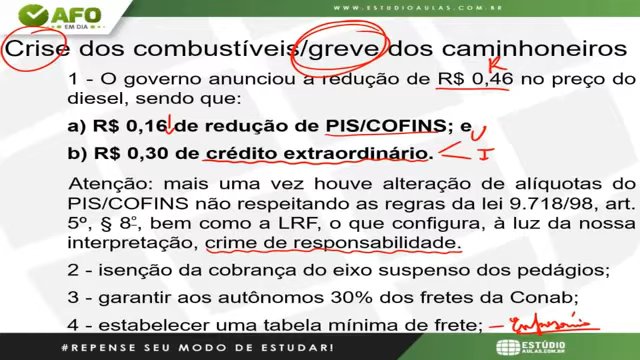 WWW.ESTUDIOAULAS.COM.BR
AFO
EM DIA
Crise dos combustíveis/greve dos caminhoneiros
R
1 - O governo anunciou a redução de R$ 0,46 no preço do
diesel, sendo que:
a) R$ 0,16 de redução de PIS/COFINS; e
U
b) R$ 0,30 de crédito extraordinário.
I
Atenção: mais uma vez houve alteração de alíquotas do
PIS/COFINS não respeitando as regras da lei 9.718/98, art.
5º, § 8º, bem como a LRF, o que configura, à luz da nossa
interpretação, crime de responsabilidade.
2 - isenção da cobrança do eixo suspenso dos pedágios;
3 - garantir aos autônomos 30% dos fretes da Conab;
4 - estabelecer uma tabela mínima de frete;
#REPENSE SEU MODO DE ESTUDAR!
ESTÚDIO
AULAS.COM.BR